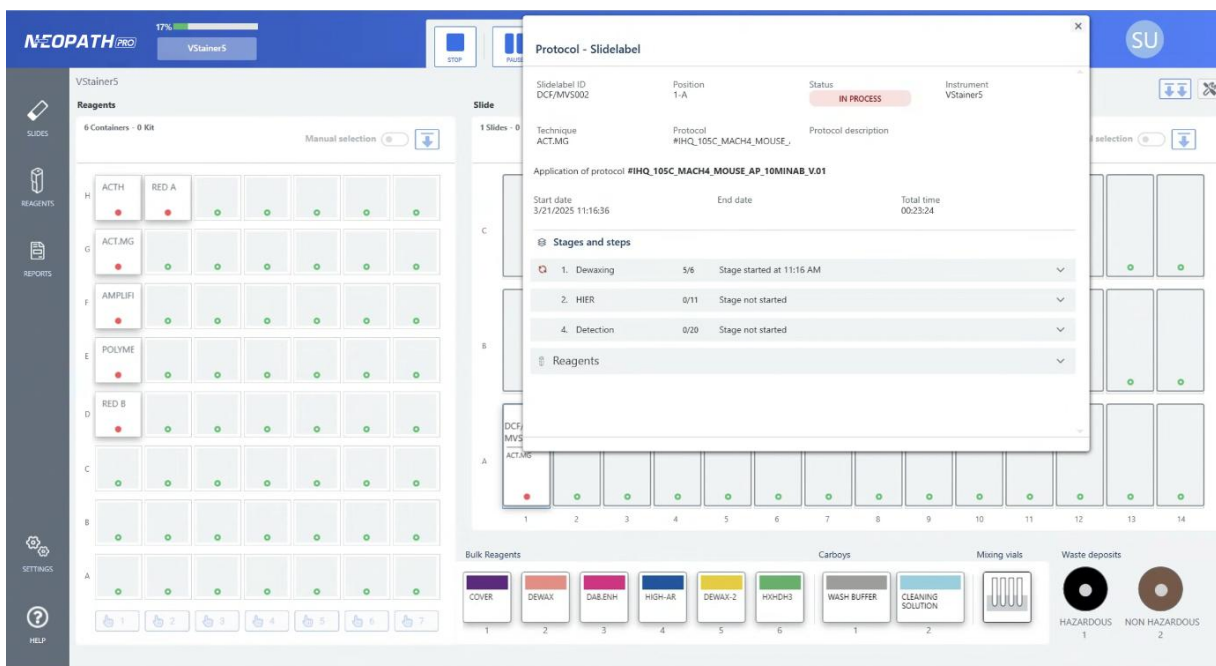 NEOPATH PRO
17%
VStainer5
STOP
PAUSE
SU
SLIDES
REAGENTS
REPORTS
SETTINGS
HELP
VStainer5
Reagents
6 Containers - 0 Kit
Manual selection
H
ACTH
RED A
G
ACT.MG
F
AMPLIFI
E
POLYME
D
RED B
C
B
A
1 2 3 4 5 6 7
Slide
1 Slides - 0
selection
C
B
A
DCF/
MVS
ACT.MG
1 2 3 4 5 6 7 8 9 10 11 12 13 14
Protocol - Slidelabel
Slidelabel ID
DCF/MVS002
Position
1-A
Status
IN PROCESS
Instrument
VStainer5
Technique
ACT.MG
Protocol
#IHQ_105C_MACH4_MOUSE_.
Protocol description
Application of protocol #IHQ_105C_MACH4_MOUSE_AP_10MINAB_V.01
Start date
3/21/2025 11:16:36
End date
Total time
00:23:24
Stages and steps
1. Dewaxing 5/6 Stage started at 11:16 AM
2. HIER 0/11 Stage not started
4. Detection 0/20 Stage not started
Reagents
Bulk Reagents
COVER
DEWAX
DAB.ENH
HIGH-AR
DEWAX-2
HXHDH3
1 2 3 4 5 6
Carboys
WASH BUFFER
CLEANING
SOLUTION
1 2
Mixing vials
Waste deposits
HAZARDOUS
1
NON HAZARDOUS
2